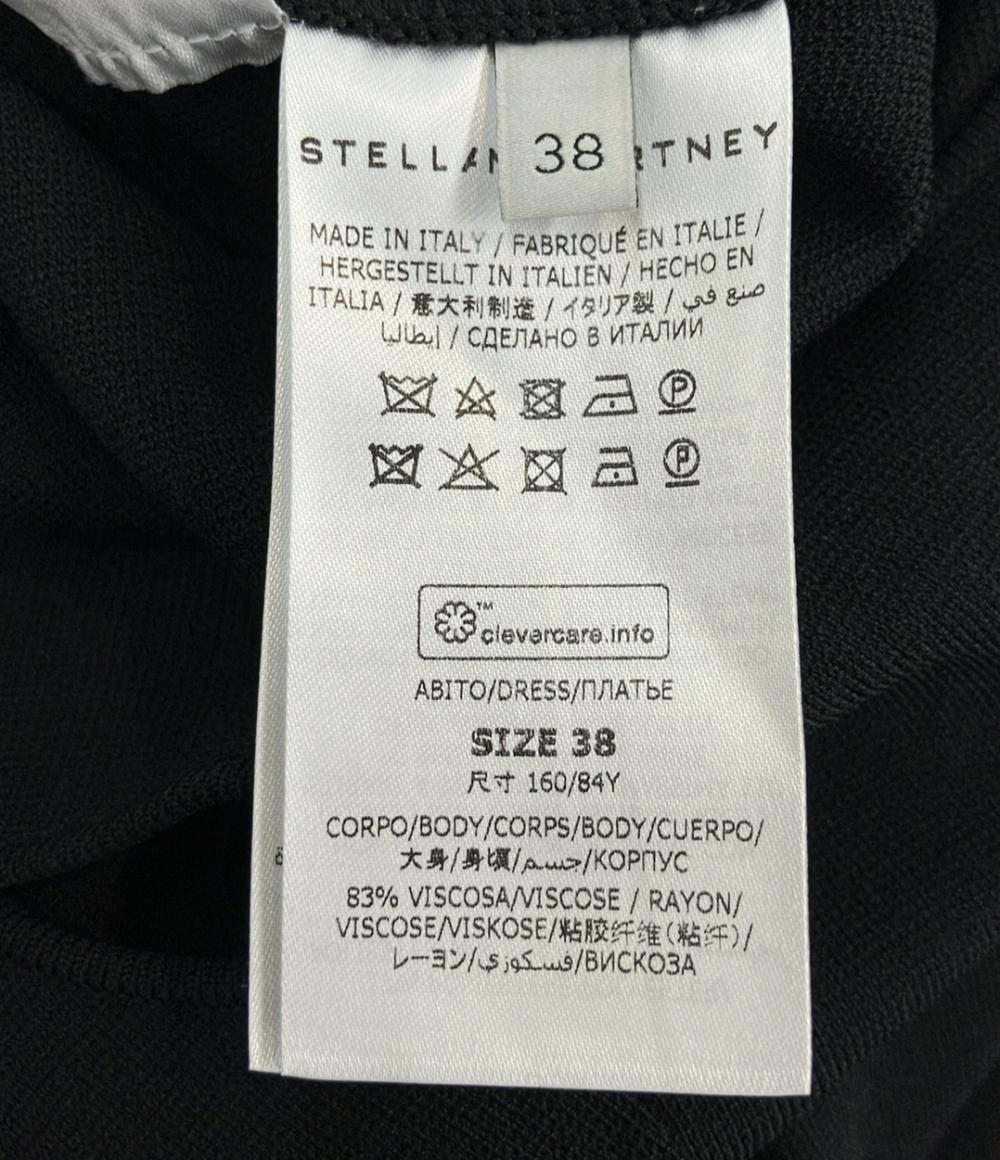 STELLA
38
RTNEY
MADE IN ITALY / FABRIQUÉ EN ITALIE /
HERGESTELLT IN ITALIEN / HECHO EN
ITALIA / 意大利制造 / イタリア製 / صنع في
إيطاليا / СДЕЛАНО В ИТАЛИИ
P
P
™
clevercare.info
ABITO/DRESS/ПЛАТЬЕ
SIZE 38
尺寸 160/84Y
CORPO/BODY/CORPS/BODY/CUERPO/
大身/身頃/جسم/КОРПУС
83% VISCOSA/VISCOSE / RAYON/
VISCOSE/VISKOSE/粘胶纤维(粘纤)/
レーヨン/فسكوزي/ВИСКОЗА